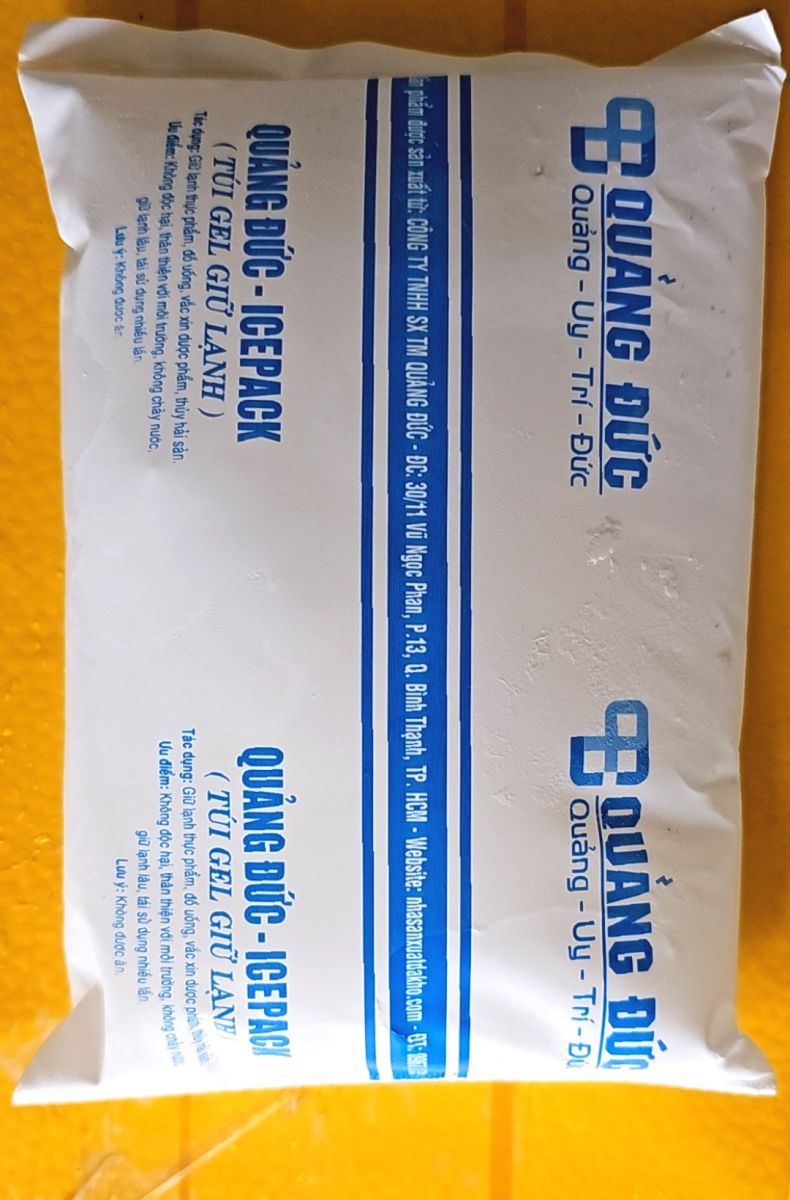 QUẢNG ĐỨC
Quảng - Uy - Trí - Đức
QUẢNG ĐỨC
Quảng - Uy - Trí -
phẩm được sản xuất từ: CÔNG TY TNHH SX TM QUẢNG ĐỨC - ĐC: 30/11 Vũ Ngọc Phan, P.13, Q. Bình Thạnh, TP. HCM - Website: nhasanxuatdakho.com - ĐT:
QUẢNG ĐỨC - ICEPACK
( TÚI GEL GIỮ LẠNH )
Tác dụng: Giữ lạnh thực phẩm, đồ uống, vắc xin dược phẩm, thủy hải sản.
Ưu điểm: Không độc hại, thân thiện với môi trường, không chảy nước,
giữ lạnh lâu, tái sử dụng nhiều lần.
Lưu ý: Không được ăn.
QUẢNG ĐỨC - ICEPACK
( TÚI GEL GIỮ LẠNH
Tác dụng: Giữ lạnh thực phẩm, đồ uống, vắc xin dược phẩm,
Ưu điểm: Không độc hại, thân thiện với môi trường, không chảy nước,
giữ lạnh lâu, tái sử dụng nhiều lần.
Lưu ý: Không được ăn.